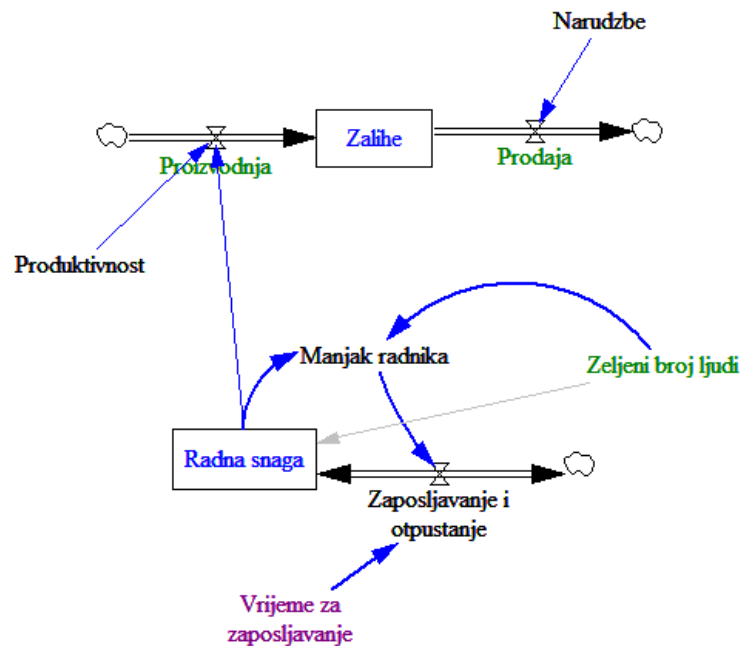 Narudzbe
Zalihe
Proizvodnja
Prodaja
Produktivnost
Manjak radnika
Zeljeni broj ljudi
Radna snaga
Zaposljavanje i
otpustanje
Vrijeme za
zaposljavanje